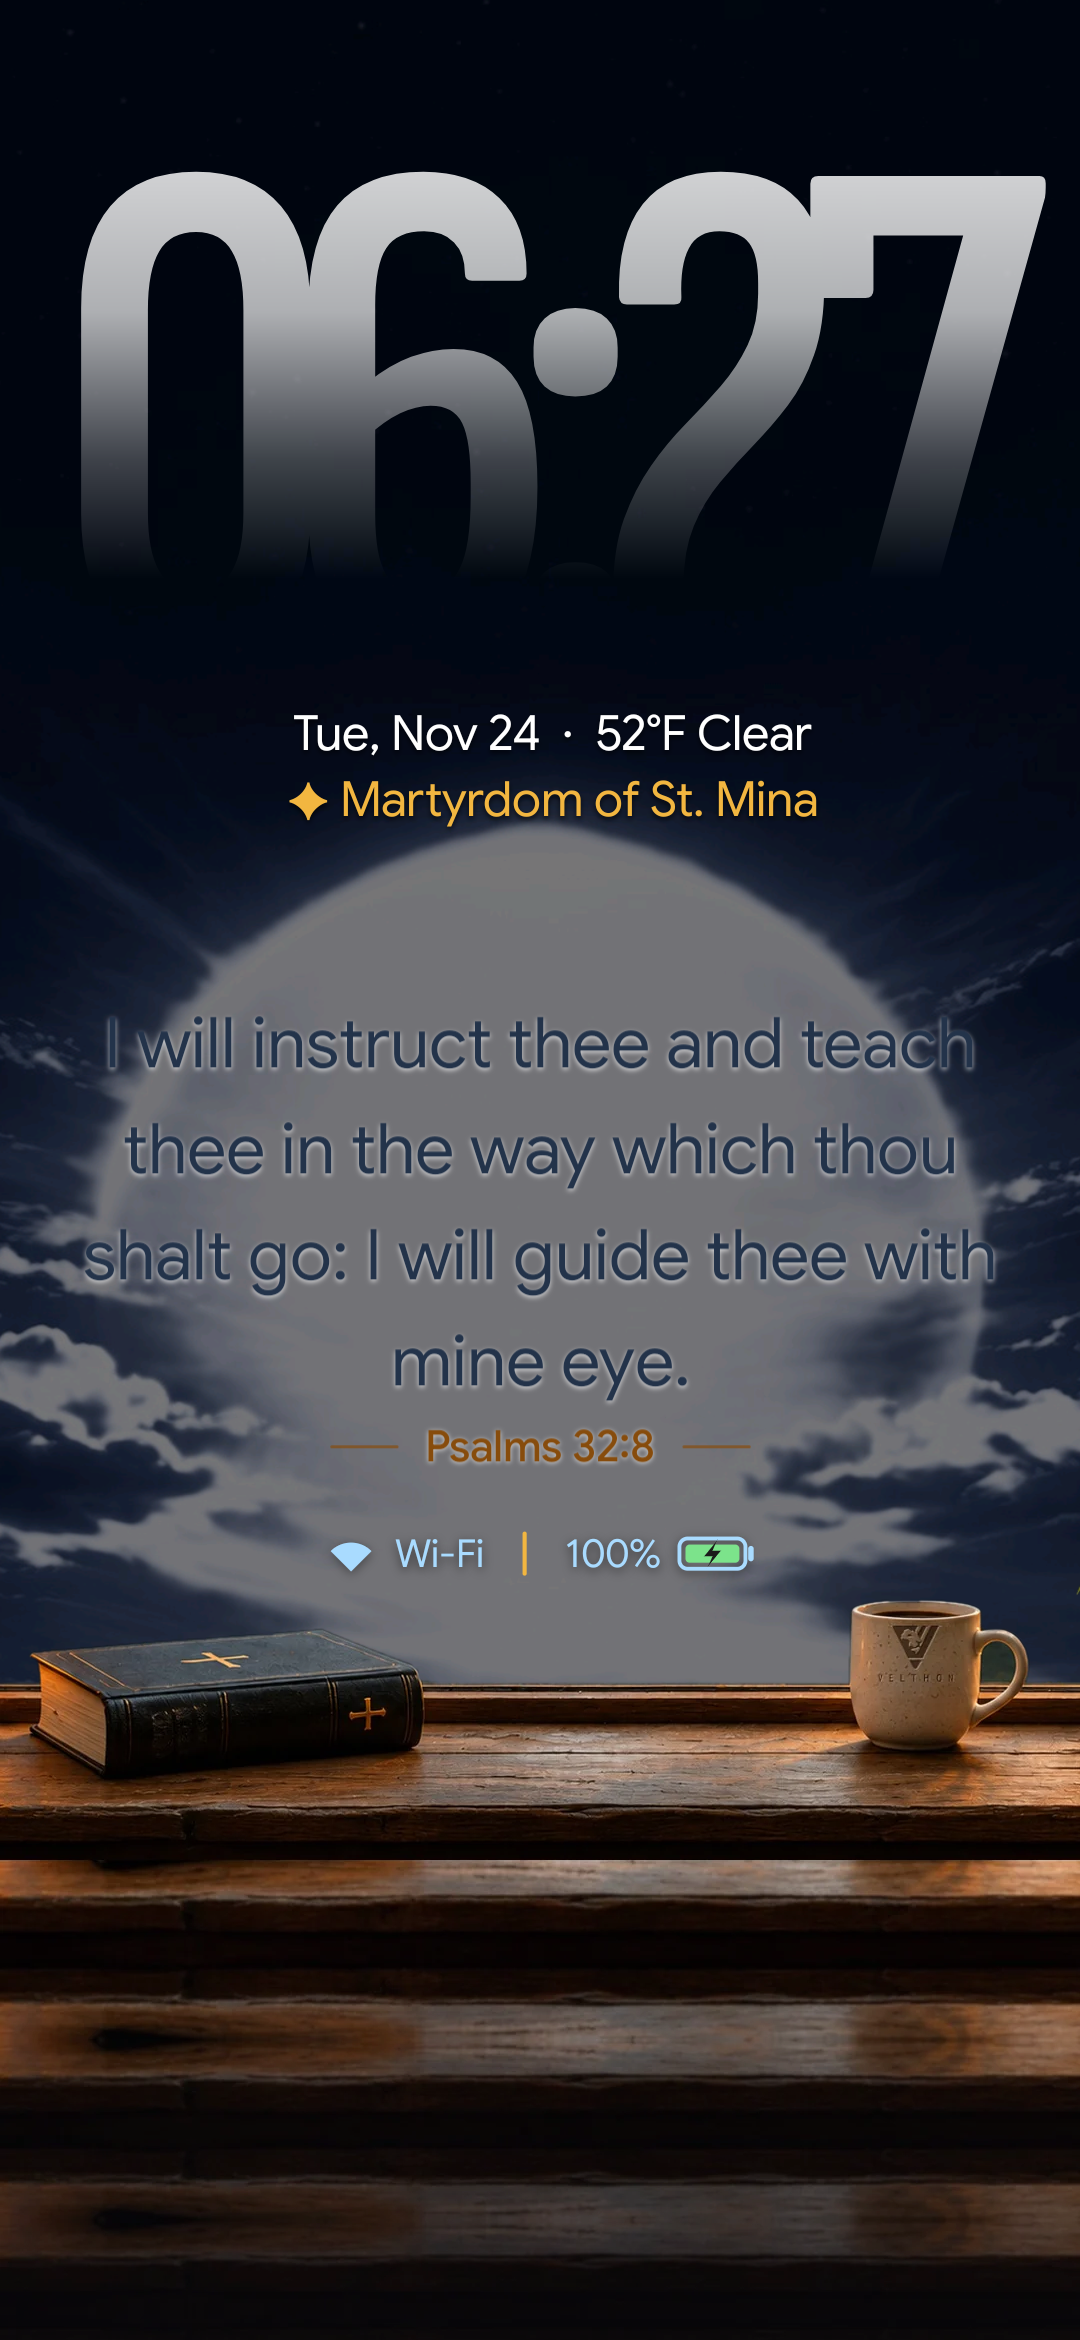 06:27
Tue, Nov 24 · 52°F Clear
Martyrdom of St. Mina
I will instruct thee and teach
thee in the way which thou
shalt go: I will guide thee with
mine eye.
Psalms 32:8
Wi-Fi | 100%
VELTHON